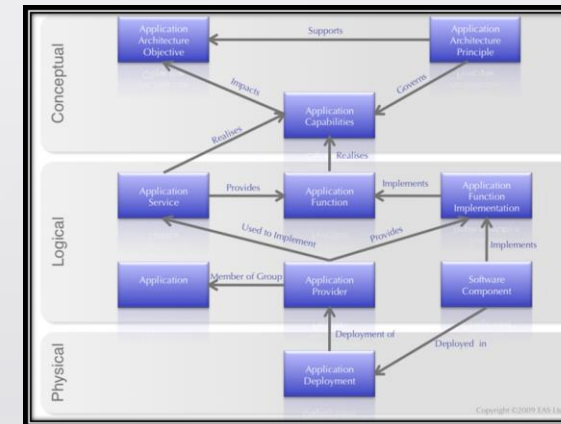 Conceptual
Application
Architecture
Objective
Supports
Application
Architecture
Principle
Impacts
Governs
Application
Capabilities
Realises
Realises
Logical
Application
Service
Provides
Application
Function
Implements
Application
Function
Implementation
Used to Implement
Provides
Implements
Application
Member of Group
Application
Provider
Software
Component
Physical
Deployment of
Deployed in
Application
Deployment
Copyright ©2009 EAS Ltd